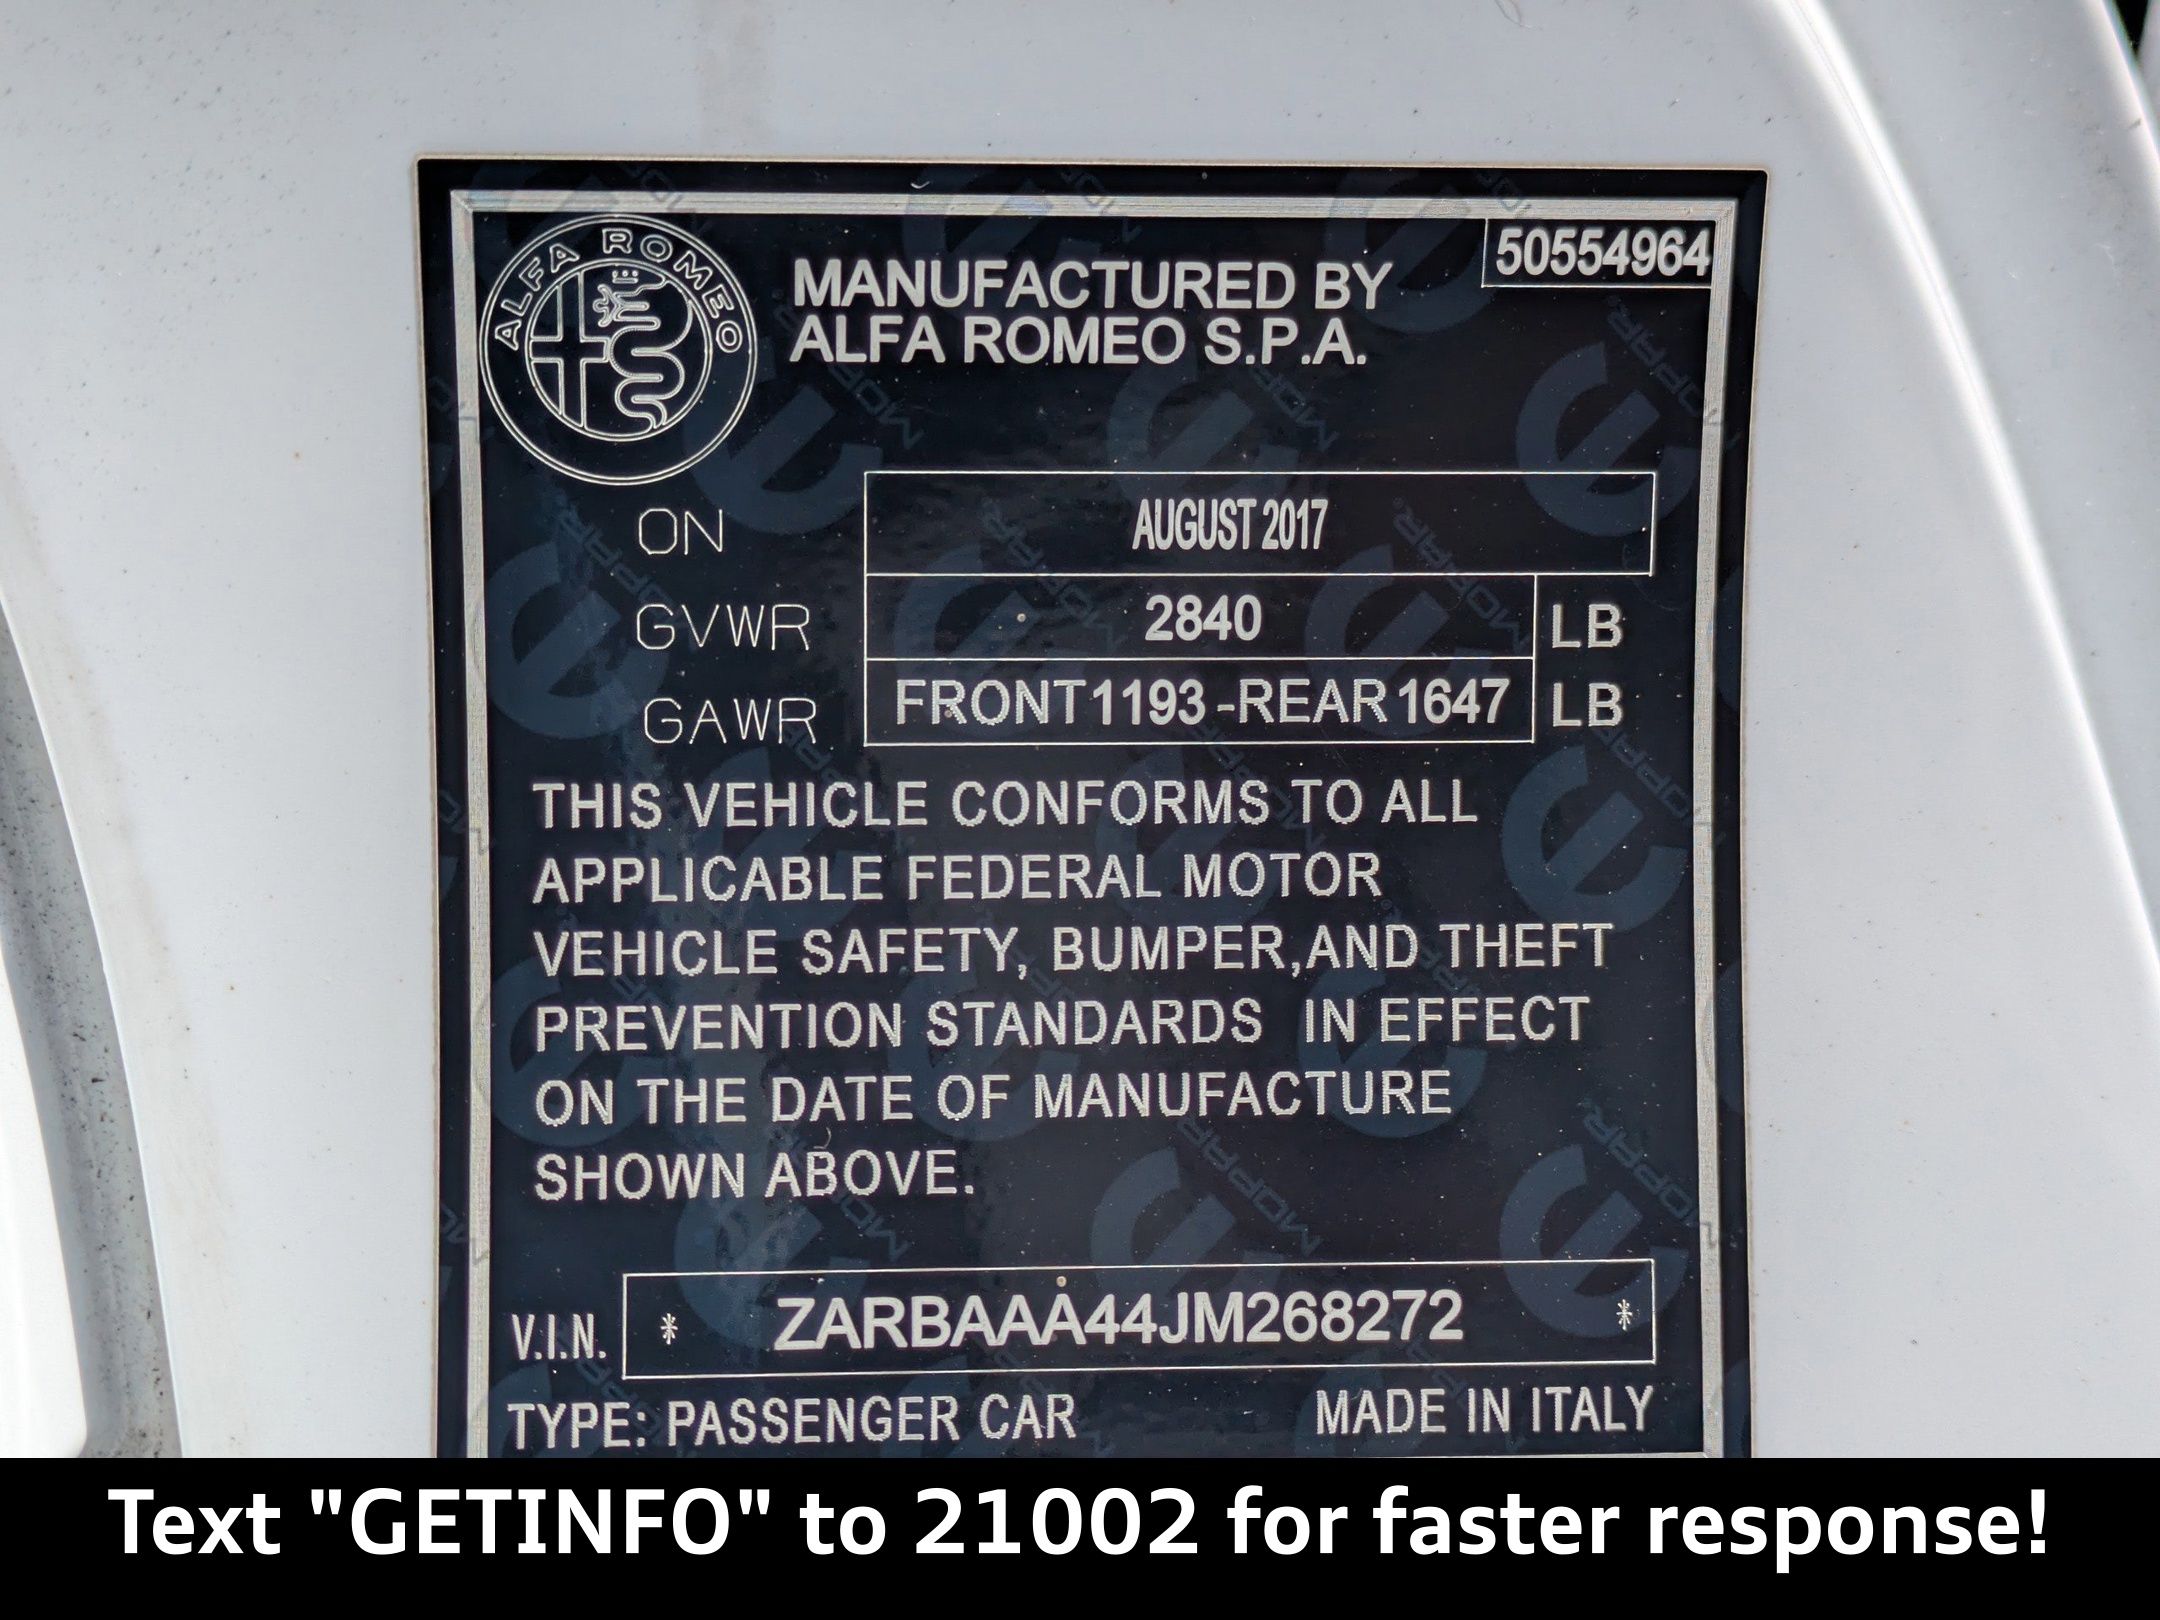 ALFA ROMEO
50554964
MANUFACTURED BY
ALFA ROMEO S.P.A.
ON AUGUST 2017
GVWR 2840 LB
GAWR FRONT 1193 -REAR 1647 LB
THIS VEHICLE CONFORMS TO ALL
APPLICABLE FEDERAL MOTOR
VEHICLE SAFETY, BUMPER,AND THEFT
PREVENTION STANDARDS IN EFFECT
ON THE DATE OF MANUFACTURE
SHOWN ABOVE.
V.I.N. * ZARBAAA44JM268272 *
TYPE: PASSENGER CAR MADE IN ITALY
Text "GETINFO" to 21002 for faster response!